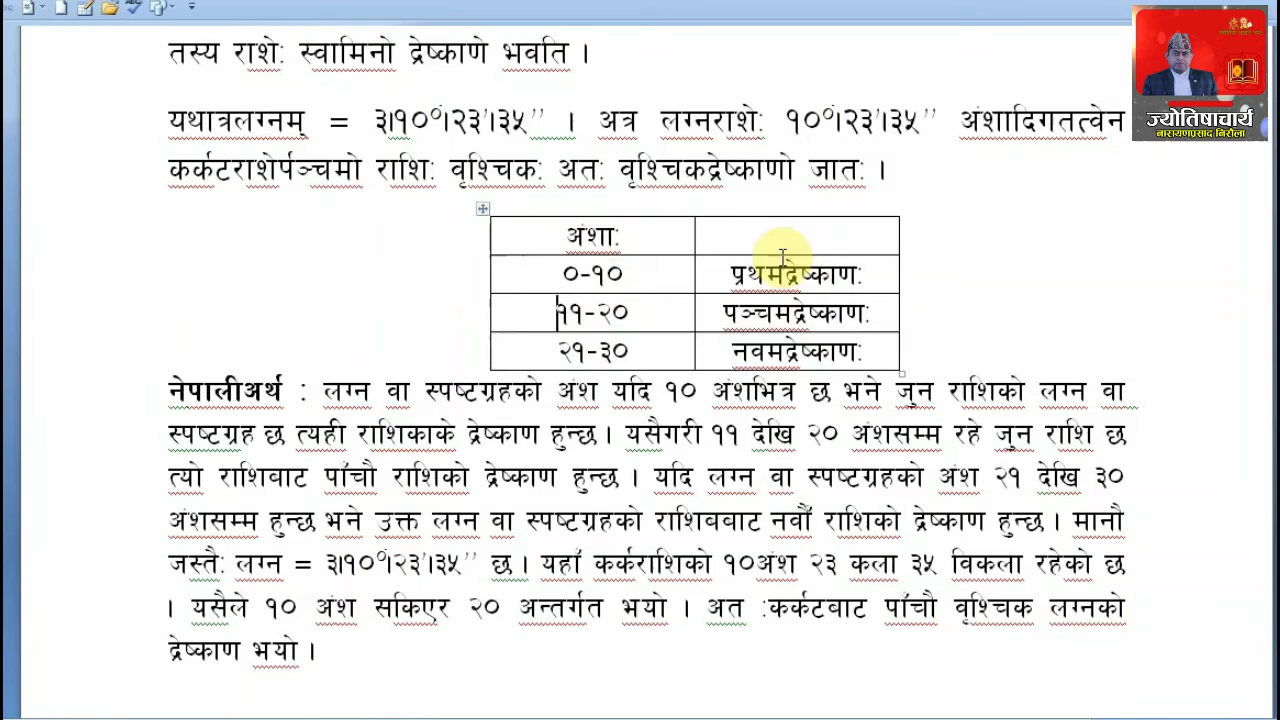 तस्य राशेः स्वामिनो द्रेष्काणे भवति ।
यथात्रलग्नम् = ३।१०°।२३'।३५'' । अत्र लग्नराशेः १०°।२३'।३५'' अंशादिगतत्वेन
कर्कटराशेर्पञ्चमो राशिः वृश्चिकः अतः वृश्चिकद्रेष्काणो जातः ।
अंशाः
०-१० प्रथमद्रेष्काणः
११-२० पञ्चमद्रेष्काणः
२१-३० नवमद्रेष्काणः
नेपालीअर्थ : लग्न वा स्पष्टग्रहको अंश यदि १० अंशभित्र छ भने जुन राशिको लग्न वा
स्पष्टग्रह छ त्यही राशिकाके द्रेष्काण हुन्छ । यसैगरी ११ देखि २० अंशसम्म रहे जुन राशि छ
त्यो राशिबाट पाँचौ राशिको द्रेष्काण हुन्छ । यदि लग्न वा स्पष्टग्रहको अंश २१ देखि ३०
अंशसम्म हुन्छ भने उक्त लग्न वा स्पष्टग्रहको राशिबबाट नवौं राशिको द्रेष्काण हुन्छ । मानौ
जस्तैः लग्न = ३।१०°।२३'।३५'' छ । यहाँ कर्कराशिको १०अंश २३ कला ३५ विकला रहेको छ
। यसैले १० अंश सकिएर २० अन्तर्गत भयो । अत :कर्कटबाट पाँचौ वृश्चिक लग्नको
द्रेष्काण भयो ।
ज्योतिषाचार्य
नारायणप्रसाद निरौला